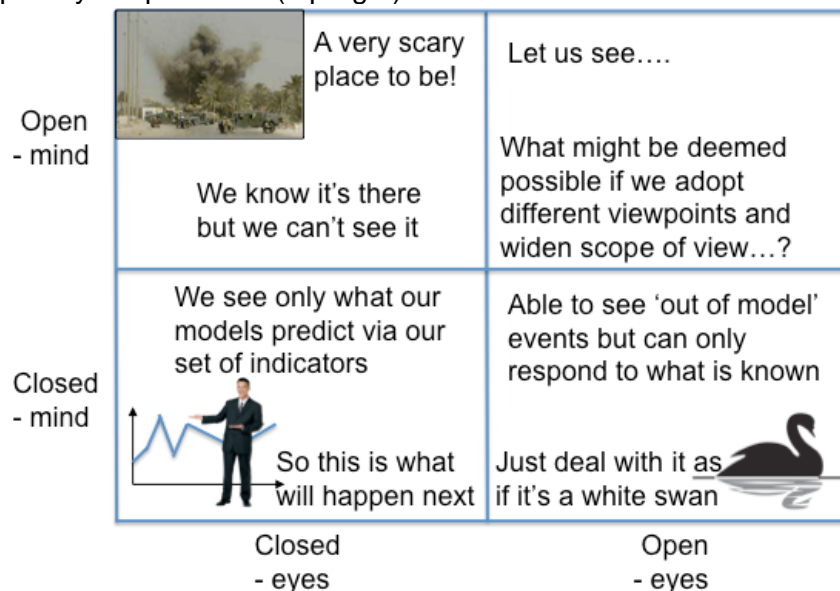 A very scary
place to be!
Let us see….
Open
- mind
What might be deemed
possible if we adopt
different viewpoints and
widen scope of view…?
We know it's there
but we can't see it
We see only what our
models predict via our
set of indicators
Able to see 'out of model'
events but can only
respond to what is known
Closed
- mind
So this is what
will happen next
Just deal with it as
if it's a white swan
Closed
- eyes
Open
- eyes